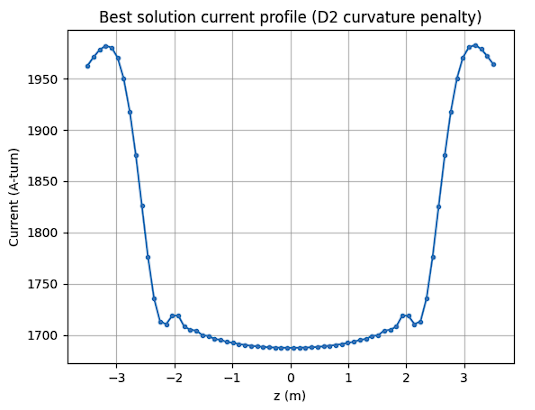 Best solution current profile (D2 curvature penalty)
Current (A-turn)
1950
1900
1850
1800
1750
1700
−3 −2 −1 0 1 2 3
z (m)